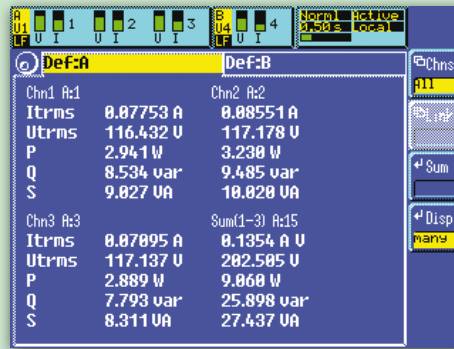 A U1 LF U I 1 U I 2 U I 3 B U4 LF U I 4 Norml Active
0.50s Local
Def:A Def:B
Chn1 A:1 Chn2 A:2
Itrms 0.07753 A 0.08551 A
Utrms 116.432 V 117.178 V
P 2.941 W 3.230 W
Q 8.534 var 9.485 var
S 9.027 VA 10.020 VA
Chn3 A:3 Sum(1-3) A:15
Itrms 0.07095 A 0.1354 A V
Utrms 117.137 V 202.505 V
P 2.889 W 9.060 W
Q 7.793 var 25.898 var
S 8.311 VA 27.437 VA
Chns
All
Link
Sum
Disp
many